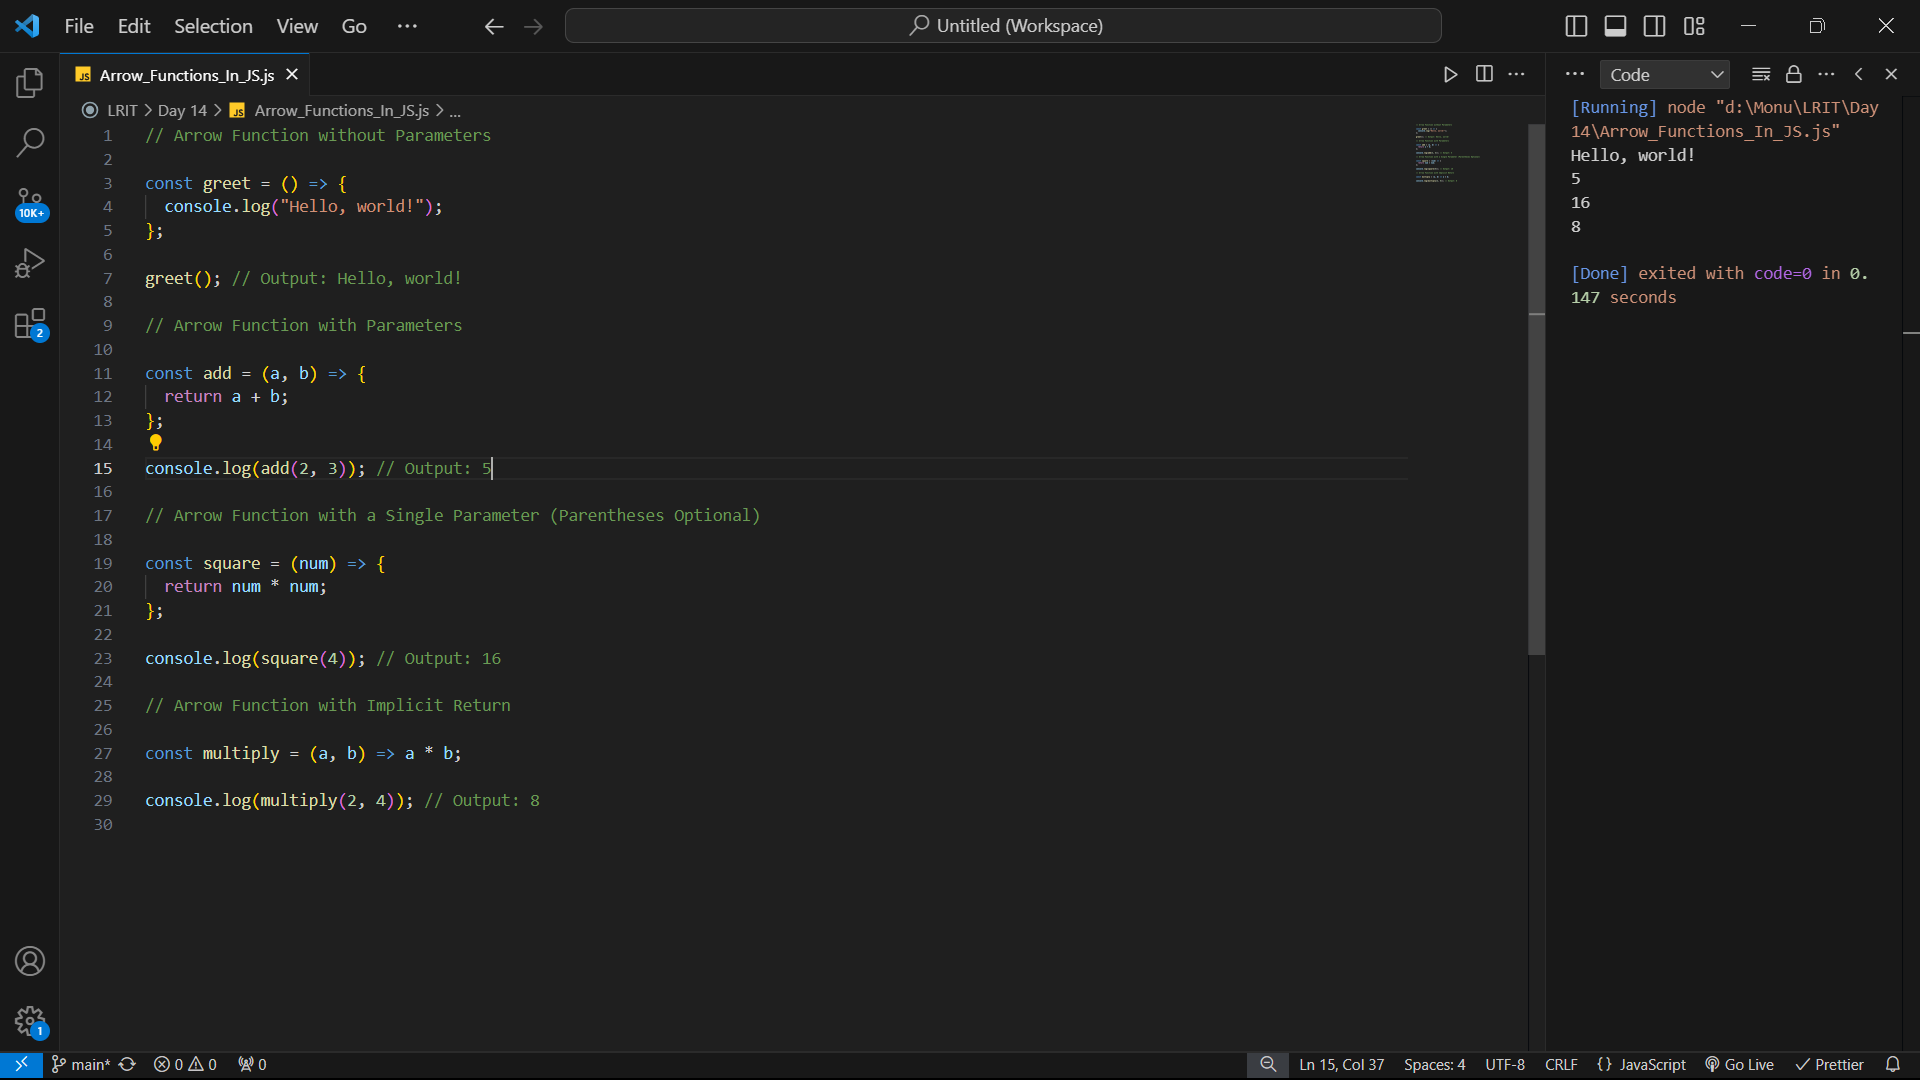 File Edit Selection View Go ··· Untitled (Workspace)
JS Arrow_Functions_In_JS.js
Code
LRIT > Day 14 > JS Arrow_Functions_In_JS.js > ...
1 // Arrow Function without Parameters
2
3 const greet = () => {
4 console.log("Hello, world!");
5 };
6
7 greet(); // Output: Hello, world!
8
9 // Arrow Function with Parameters
10
11 const add = (a, b) => {
12 return a + b;
13 };
14
15 console.log(add(2, 3)); // Output: 5
16
17 // Arrow Function with a Single Parameter (Parentheses Optional)
18
19 const square = (num) => {
20 return num * num;
21 };
22
23 console.log(square(4)); // Output: 16
24
25 // Arrow Function with Implicit Return
26
27 const multiply = (a, b) => a * b;
28
29 console.log(multiply(2, 4)); // Output: 8
30
[Running] node "d:\Monu\LRIT\Day
14\Arrow_Functions_In_JS.js"
Hello, world!
5
16
8
[Done] exited with code=0 in 0.
147 seconds
10K+
2
1
main* 0 0 0 Ln 15, Col 37 Spaces: 4 UTF-8 CRLF {} JavaScript Go Live Prettier